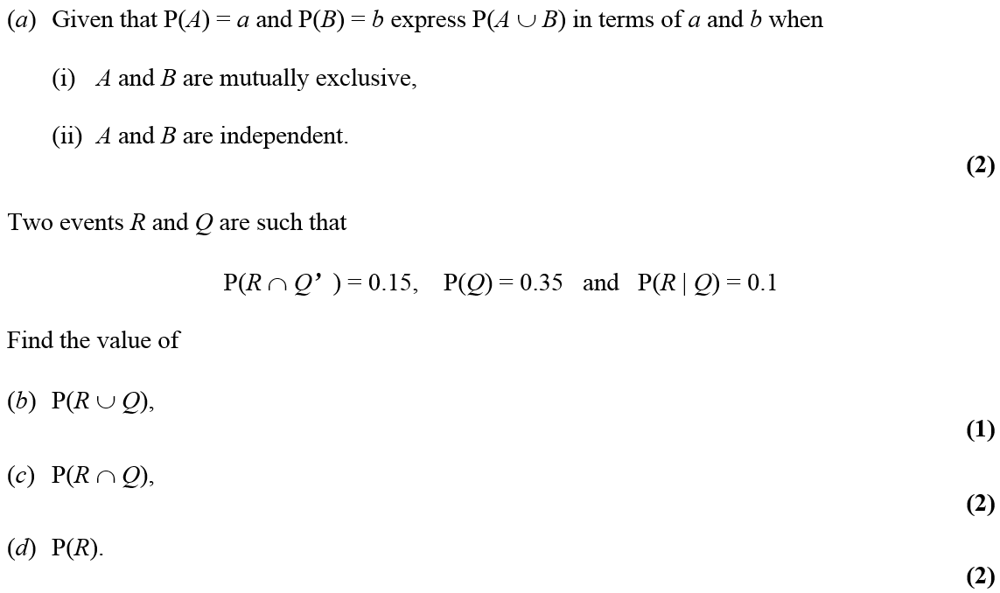 (a) Given that P(A) = a and P(B) = b express P(A ∪ B) in terms of a and b when
(i) A and B are mutually exclusive,
(ii) A and B are independent.
(2)
Two events R and Q are such that
P(R ∩ Q’ ) = 0.15, P(Q) = 0.35 and P(R | Q) = 0.1
Find the value of
(b) P(R ∪ Q),
(1)
(c) P(R ∩ Q),
(2)
(d) P(R).
(2)